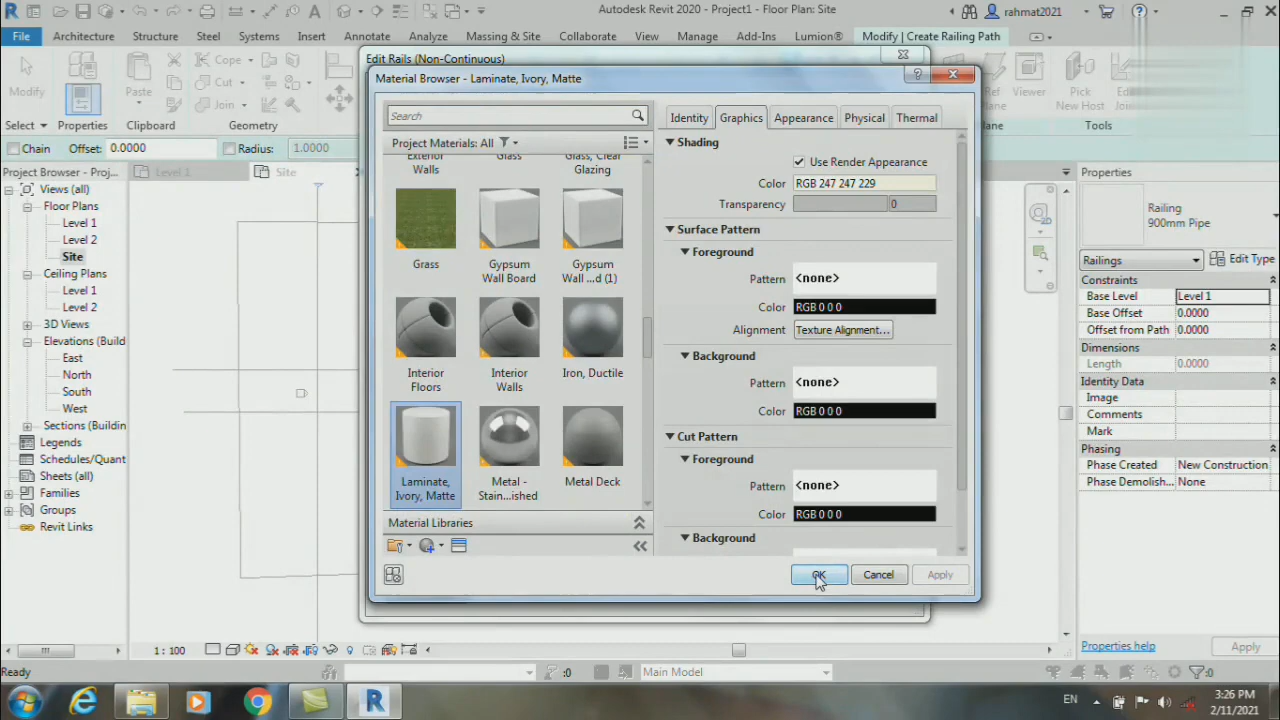 Autodesk Revit 2020 - Project1 - Floor Plan: Site
rahmat2021
File
Architecture
Structure
Steel
Systems
Insert
Annotate
Analyze
Massing & Site
Collaborate
View
Manage
Add-Ins
Lumion®
Modify | Create Railing Path
Modify
Paste
Cope
Cut
Join
Ref
Plane
Viewer
Pick
New Host
Edit
Select
Properties
Clipboard
Geometry
Tools
Chain
Offset: 0.0000
Radius: 1.0000
Edit Rails (Non-Continuous)
Material Browser - Laminate, Ivory, Matte
Search
Project Materials: All
Exterior
Walls
Glass
Glass, Clear
Glazing
Grass
Gypsum
Wall Board
Gypsum
Wall ...d (1)
Interior
Floors
Interior
Walls
Iron, Ductile
Laminate,
Ivory, Matte
Metal -
Stain...ished
Metal Deck
Material Libraries
Identity
Graphics
Appearance
Physical
Thermal
Shading
Use Render Appearance
Color RGB 247 247 229
Transparency 0
Surface Pattern
Foreground
Pattern <none>
Color RGB 0 0 0
Alignment Texture Alignment...
Background
Pattern <none>
Color RGB 0 0 0
Cut Pattern
Foreground
Pattern <none>
Color RGB 0 0 0
Background
OK
Cancel
Apply
Project Browser - Proj...
Level 1
Site
Views (all)
Floor Plans
Level 1
Level 2
Site
Ceiling Plans
Level 1
Level 2
3D Views
Elevations (Build
East
North
South
West
Sections (Buildin
Legends
Schedules/Quant
Sheets (all)
Families
Groups
Revit Links
Properties
Railing
900mm Pipe
Railings
Edit Type
Constraints
Base Level Level 1
Base Offset 0.0000
Offset from Path 0.0000
Dimensions
Length 0.0000
Identity Data
Image
Comments
Mark
Phasing
Phase Created New Construction
Phase Demolish... None
Properties help
Apply
1 : 100
Ready
:0
Main Model
:0
EN
3:26 PM
2/11/2021